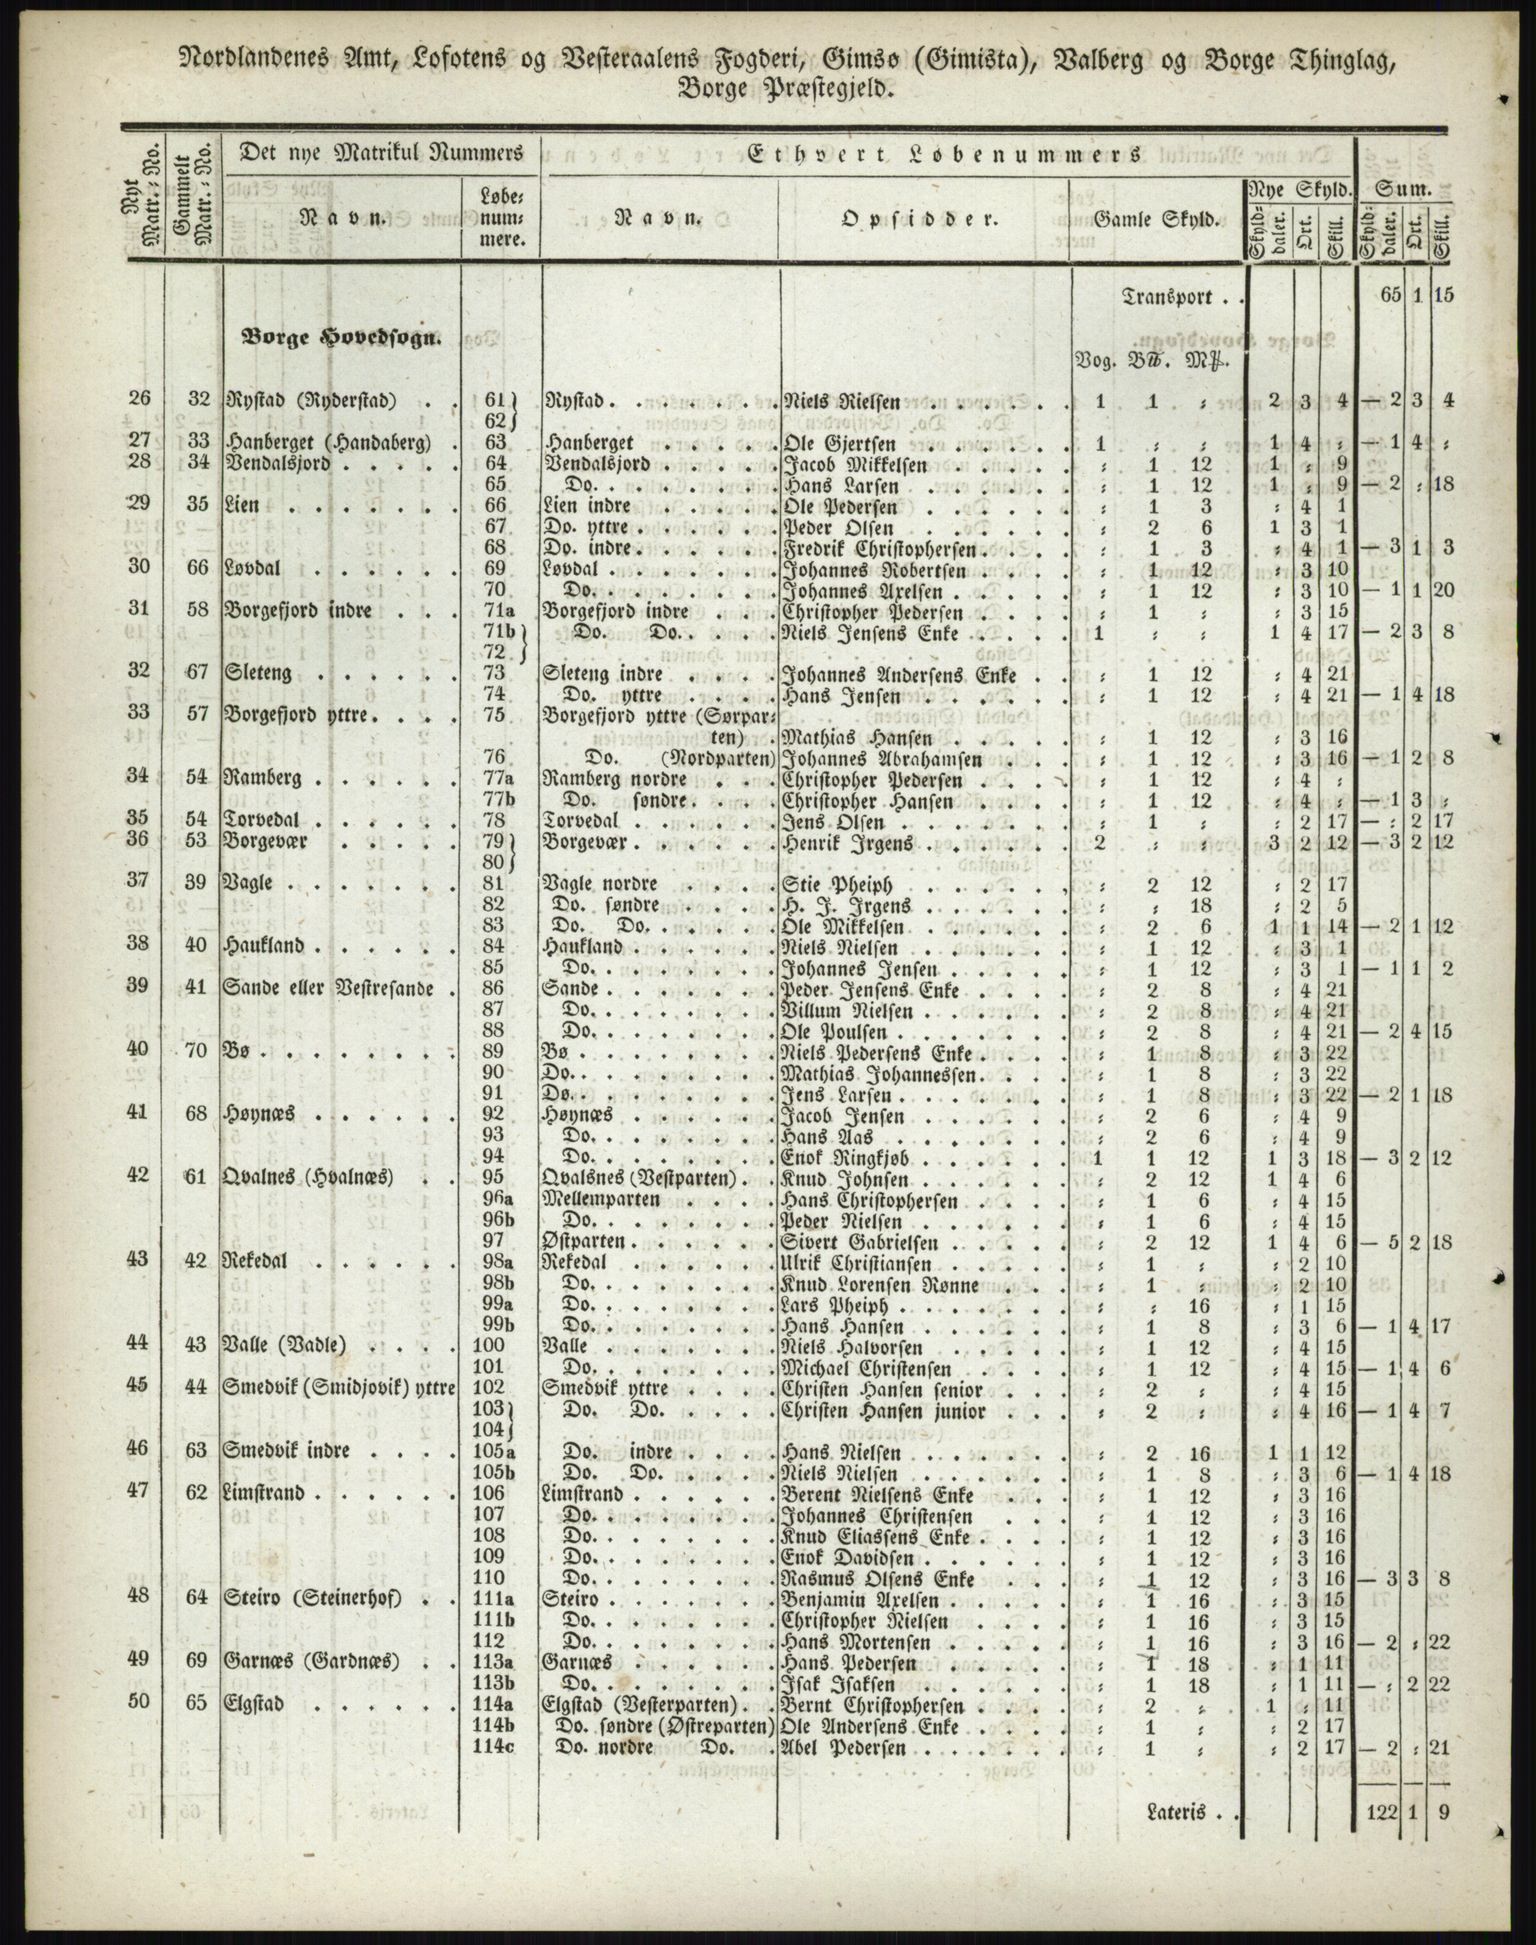 Nordlandenes Amt, Lofotens og Vesteraalens Fogderi, Gimsø (Gimista), Valberg og Borge Thinglag,
Borge Præstegjeld.
Nyt Matr.-No. Gammelt Matr.-No. Det nye Matrikul Nummers Ethvert Løbenummers
Navn. Løbe-nummere. Navn. Opsidder. Gamle Skyld. Nye Skyld. Sum.
Skyld-daler. Ort. Skill. Skyld-daler. Ort. Skill.
Transport . . 65 1 15
Borge Hovedsogn.
Vog. B℔. M℔.
26 32 Rystad (Ryderstad) . . 61} Rystad. . . . . . . Niels Nielsen . . . . . . 1 1 : 2 3 4 — 2 3 4
62}
27 33 Hanberget (Handaberg) . 63 Hanberget . . . . . Ole Gjertsen . . . . . . 1 : : 1 4 : — 1 4 :
28 34 Vendalsjord . . . . . 64 Vendalsjord . . . . . Jacob Mikkelsen . . . . . : 1 12 1 : 9
65 Do. . . . . . . . Hans Larsen . . . . . . : 1 12 1 : 9 — 2 : 18
29 35 Lien . . . . . . . 66 Lien indre . . . . . Ole Pedersen . . . . . . : 1 3 : 4 1
67 Do. yttre . . . . . . Peder Olsen . . . . . . : 2 6 1 3 1
68 Do. indre. . . . . . Fredrik Christophersen. . . . : 1 3 : 4 1 — 3 1 3
30 66 Løvdal . . . . . . 69 Løvdal . . . . . . . Johannes Robertsen . . . . : 1 12 : 3 10
70 Do. . . . . . . . Johannes Axelsen . . . . . : 1 12 : 3 10 — 1 1 20
31 58 Borgefjord indre . . . 71a Borgefjord indre . . . Christopher Pedersen . . . . : 1 : : 3 15
71b} Do. Do. . . . . Niels Jensens Enke . . . . 1 : : 1 4 17 — 2 3 8
72}
32 67 Sleteng . . . . . . 73 Sleteng indre . . . . Johannes Andersens Enke . . : 1 12 : 4 21
74 Do. yttre . . . . Hans Jensen . . . . . . : 1 12 : 4 21 — 1 4 18
33 57 Borgefjord yttre. . . . 75 Borgefjord yttre (Sørpar-
ten) . Mathias Hansen . . . . . : 1 12 : 3 16
76 Do. (Nordparten) Johannes Abrahamsen . . . : 1 12 : 3 16 — 1 2 8
34 54 Ramberg . . . . . . 77a Ramberg nordre . . . Christopher Pedersen . . . . : 1 12 : 4 :
77b Do. søndre. . . . Christopher Hansen . . . . : 1 12 : 4 : — 1 3 :
35 54 Torvedal . . . . . . 78 Torvedal . . . . . . Jens Olsen . . . . . . . : 1 : : 2 17 — : 2 17
36 53 Borgevær . . . . . 79} Borgevær. . . . . . Henrik Irgens . . . . . . 2 : : 3 2 12 — 3 2 12
80}
37 39 Vagle . . . . . . . 81 Vagle nordre . . . . Stie Pheiph . . . . . . : 2 12 : 2 17
82 Do. søndre . . . . H. J. Irgens . . . . . . : : 18 : 2 5
83 Do. Do. . . . . . Ole Mikkelsen . . . . . . : 2 6 1 1 14 — 2 1 12
38 40 Haukland . . . . . . 84 Haukland . . . . . . Niels Nielsen . . . . . . : 1 12 : 3 1
85 Do. . . . . . . . Johannes Jensen . . . . . : 1 12 : 3 1 — 1 1 2
39 41 Sande eller Vestresande . 86 Sande . . . . . . . Peder Jensens Enke . . . . : 2 8 : 4 21
87 Do. . . . . . . . Villum Nielsen . . . . . . : 2 8 : 4 21
88 Do. . . . . . . . Ole Poulsen . . . . . . . : 2 8 : 4 21 — 2 4 15
40 70 Bø . . . . . . . . 89 Bø . . . . . . . . Niels Pedersens Enke . . . . : 1 8 : 3 22
90 Do. . . . . . . . Mathias Johannessen. . . . : 1 8 : 3 22
91 Do. . . . . . . . Jens Larsen . . . . . . . : 1 8 : 3 22 — 2 1 18
41 68 Høynæs . . . . . . 92 Høynæs . . . . . . Jacob Jensen . . . . . . : 2 6 : 4 9
93 Do. . . . . . . . Hans Aas . . . . . . . : 2 6 : 4 9
94 Do. . . . . . . . Enok Ringkjøb . . . . . . 1 1 12 1 3 18 — 3 2 12
42 61 Qvalnes (Hvalnæs) . . 95 Qvalsnes (Vestparten) . . Knud Johnsen . . . . . . : 2 12 1 4 6
96a Mellemparten . . . . Hans Christophersen . . . . : 1 6 : 4 15
96b Do. . . . . . . . Peder Nielsen . . . . . . : 1 6 : 4 15
97 Østparten . . . . . . Sivert Gabrielsen . . . . . : 2 12 1 4 6 — 5 2 18
43 42 Rekedal . . . . . . 98a Rekedal . . . . . . Ulrik Christiansen . . . . . : 1 : : 2 10
98b Do. . . . . . . . Knud Lorensen Rønne . . . : 1 : : 2 10
99a Do. . . . . . . . Lars Pheiph . . . . . . . : : 16 : 1 15
99b Do. . . . . . . . Hans Hansen . . . . . . : 1 8 : 3 6 — 1 4 17
44 43 Valle (Vadle) . . . . 100 Valle . . . . . . . Niels Halvorsen . . . . . : 1 12 : 4 15
101 Do. . . . . . . . Michael Christensen . . . . : 1 12 : 4 15 — 1 4 6
45 44 Smedvik (Smidjovik) yttre 102 Smedvik yttre . . . . Christen Hansen senior . . . : 2 : : 4 15
103} Do. Do. . . . . Christen Hansen junior . . . : 2 : : 4 16 — 1 4 7
104}
46 63 Smedvik indre . . . . 105a Do. indre . . . . Hans Nielsen . . . . . . : 2 16 1 1 12
105b Do. Do. . . . . Niels Nielsen . . . . . . : 1 8 : 3 6 — 1 4 18
47 62 Limstrand . . . . . . 106 Limstrand . . . . . . Berent Nielsens Enke . . . : 1 12 : 3 16
107 Do. . . . . . . . Johannes Christensen . . . : 1 12 : 3 16
108 Do. . . . . . . . Knud Eliassens Enke . . . . : 1 12 : 3 16
109 Do. . . . . . . . Enok Davidsen . . . . . . : 1 12 : 3 16
110 Do. . . . . . . . Rasmus Olsens Enke . . . : 1 12 : 3 16 — 3 3 8
48 64 Steiro (Steinerhof) . . 111a Steiro . . . . . . . Benjamin Axelsen . . . . . : 1 16 : 3 15
111b Do. . . . . . . . Christopher Nielsen . . . . : 1 16 : 3 15
112 Do. . . . . . . . Hans Mortensen . . . . . : 1 16 : 3 16 — 2 : 22
49 69 Garnæs (Gardnæs) . . 113a Garnæs . . . . . . Hans Pedersen . . . . . : 1 18 : 1 11
113b Do. . . . . . . . Isak Isaksen . . . . . . : 1 18 : 1 11 — : 2 22
50 65 Elgstad . . . . . . 114a Elgstad (Vesterparten) . . Bernt Christophersen . . . . : 2 : 1 : 11
114b Do. søndre (Østreparten) Ole Andersens Enke . . . . : 1 : : 2 17
114c Do. nordre Do. . Abel Pedersen . . . . . . : 1 : : 2 17 — 2 : 21
Lateris . . 122 1 9